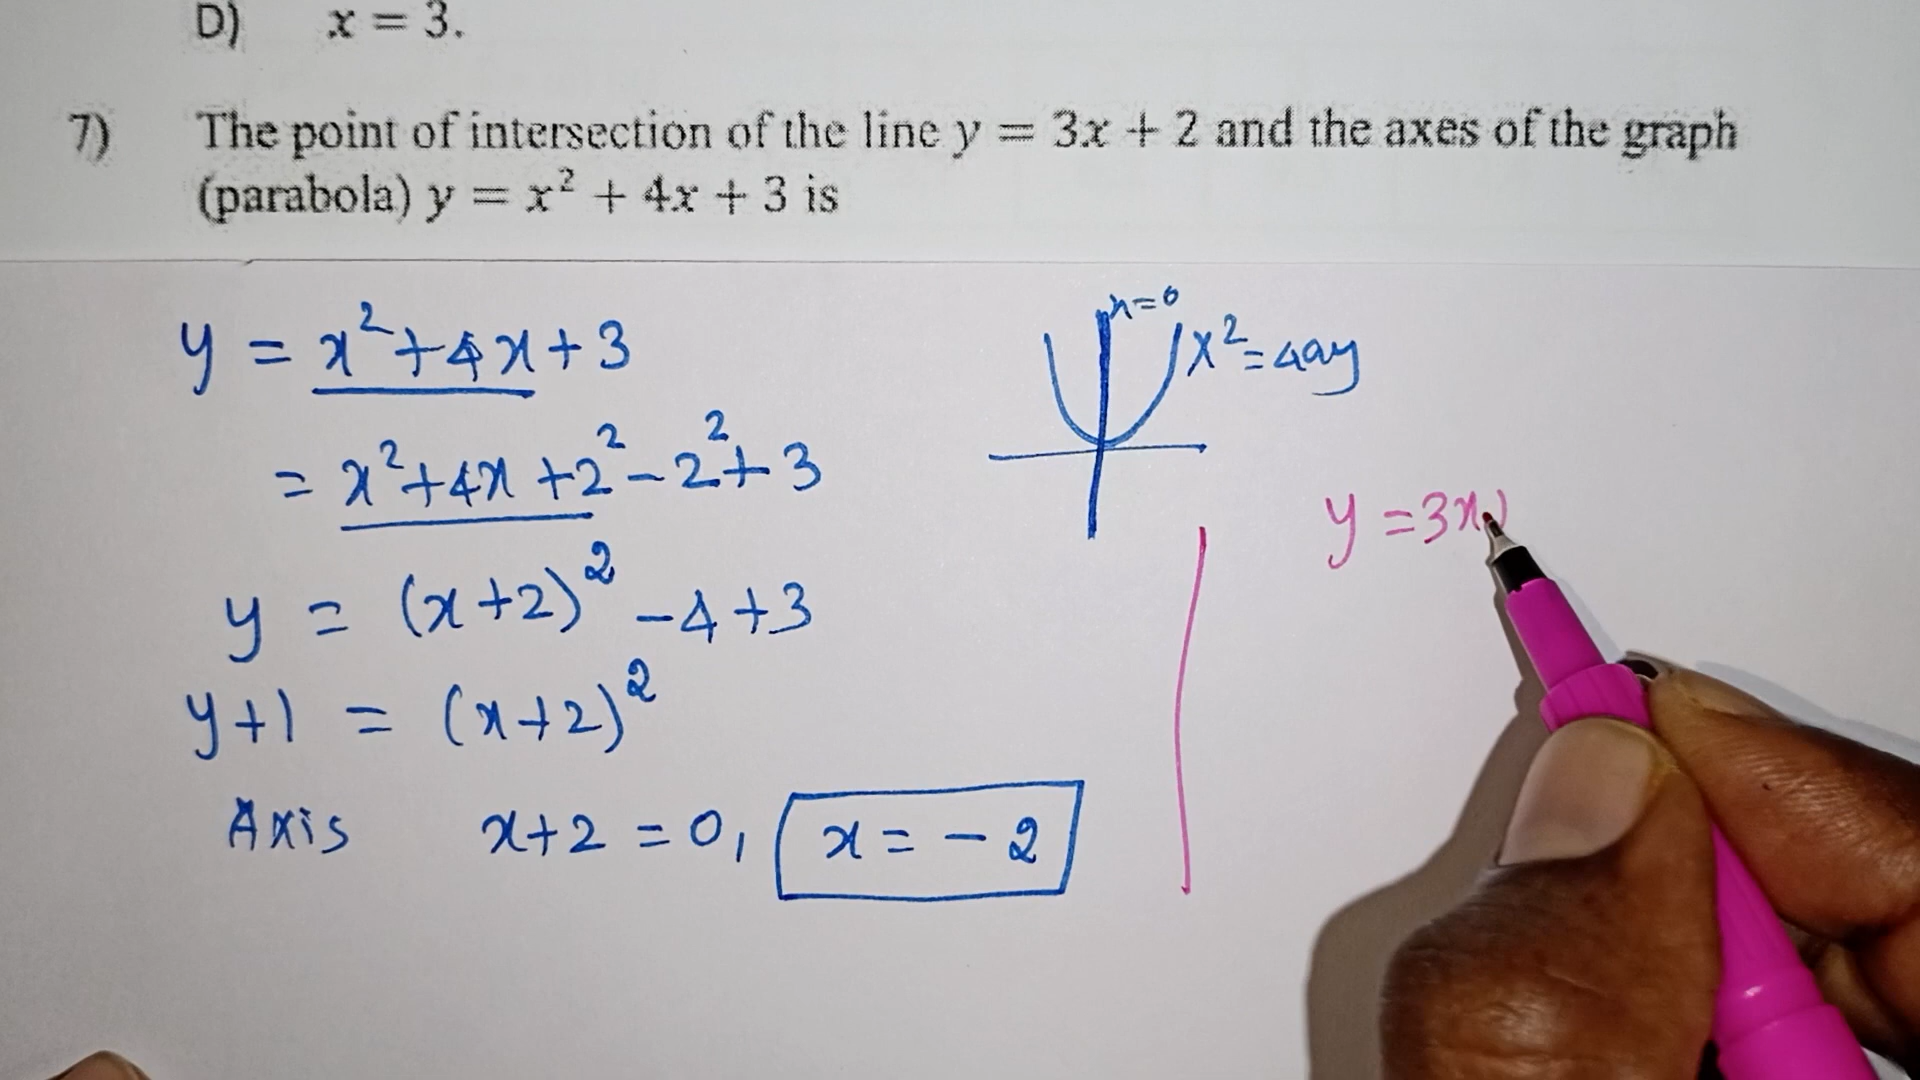 D) x = 3.
7) The point of intersection of the line y = 3x + 2 and the axes of the graph
(parabola) y = x² + 4x + 3 is
y = x² + 4x + 3
= x² + 4x + 2² - 2² + 3
y = (x+2)² - 4 + 3
y+1 = (x+2)²
Axis x+2 = 0, x = -2
x=0
x² = 4ay
y = 3x